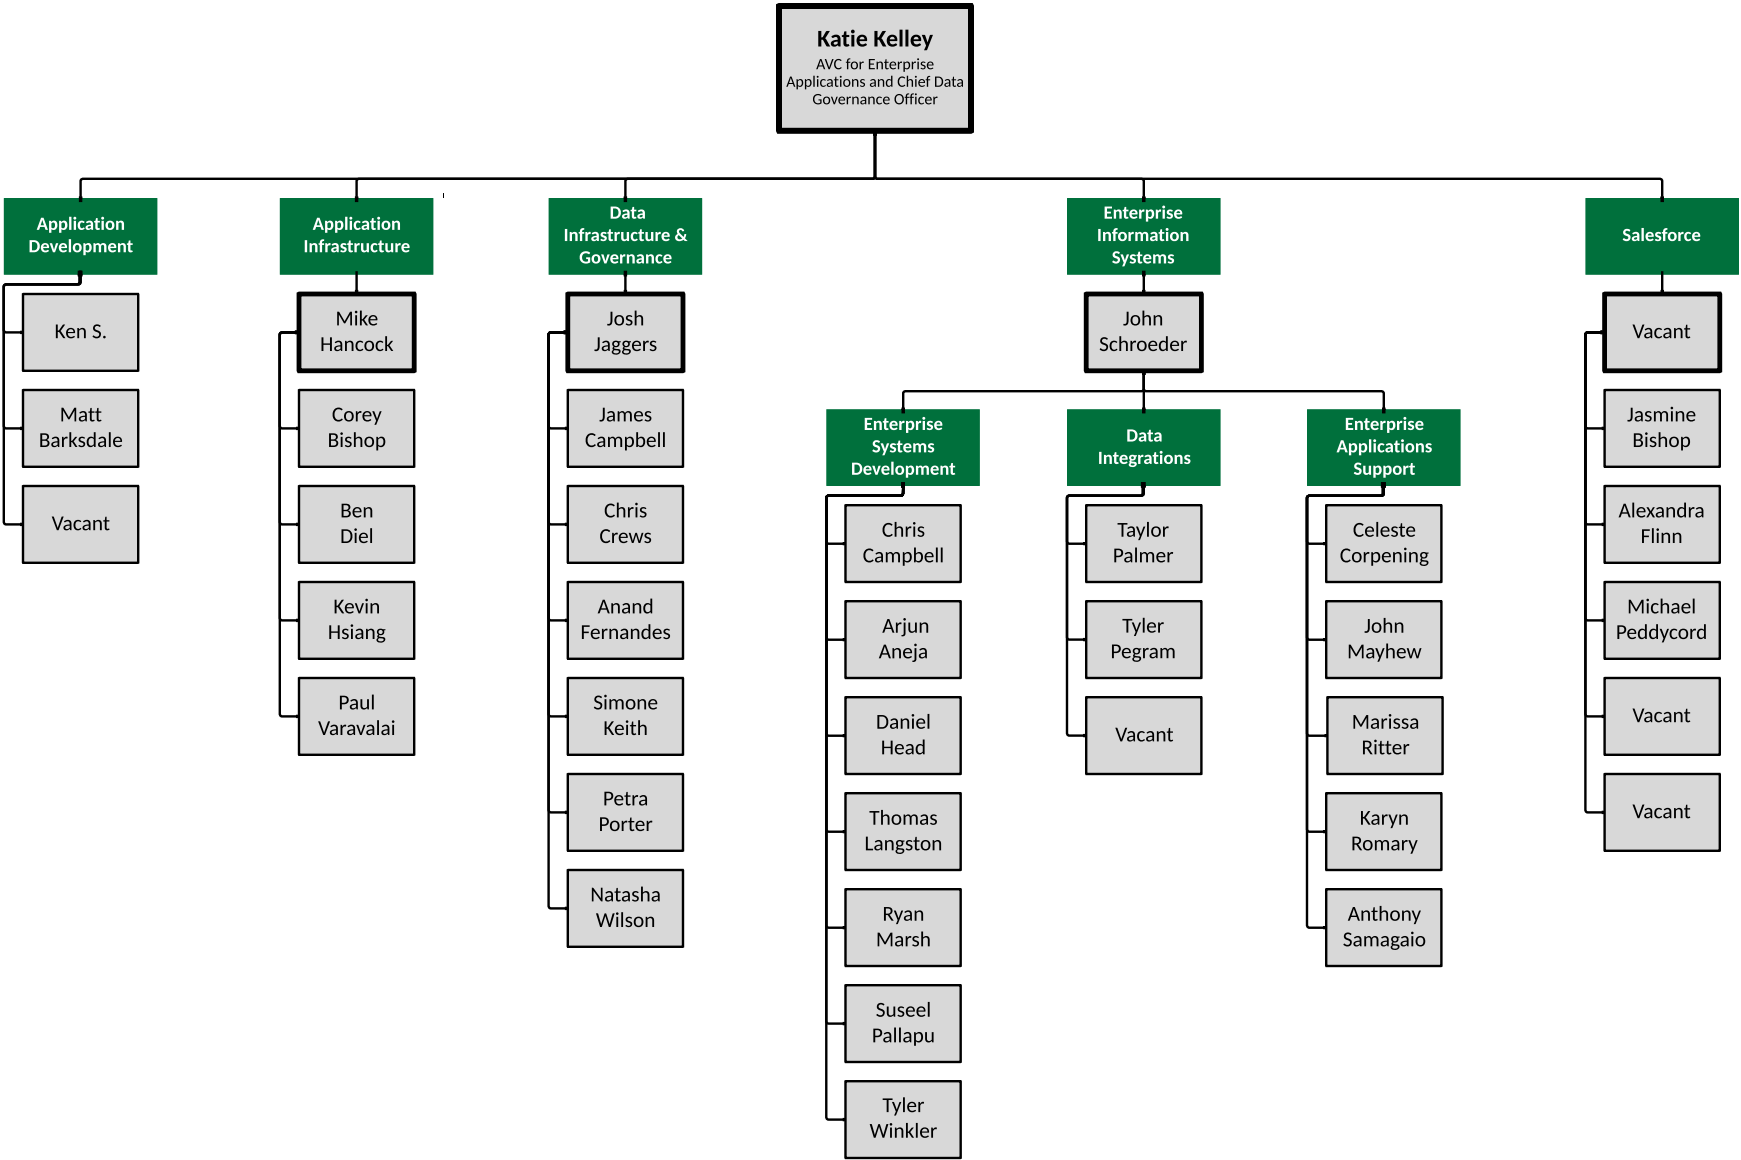 Katie Kelley
AVC for Enterprise
Applications and Chief Data
Governance Officer
Application
Development
Ken S.
Matt
Barksdale
Vacant
Application
Infrastructure
Mike
Hancock
Corey
Bishop
Ben
Diel
Kevin
Hsiang
Paul
Varavalai
Data
Infrastructure &
Governance
Josh
Jaggers
James
Campbell
Chris
Crews
Anand
Fernandes
Simone
Keith
Petra
Porter
Natasha
Wilson
Enterprise
Information
Systems
John
Schroeder
Enterprise
Systems
Development
Chris
Campbell
Arjun
Aneja
Daniel
Head
Thomas
Langston
Ryan
Marsh
Suseel
Pallapu
Tyler
Winkler
Data
Integrations
Taylor
Palmer
Tyler
Pegram
Vacant
Enterprise
Applications
Support
Celeste
Corpening
John
Mayhew
Marissa
Ritter
Karyn
Romary
Anthony
Samagaio
Salesforce
Vacant
Jasmine
Bishop
Alexandra
Flinn
Michael
Peddycord
Vacant
Vacant